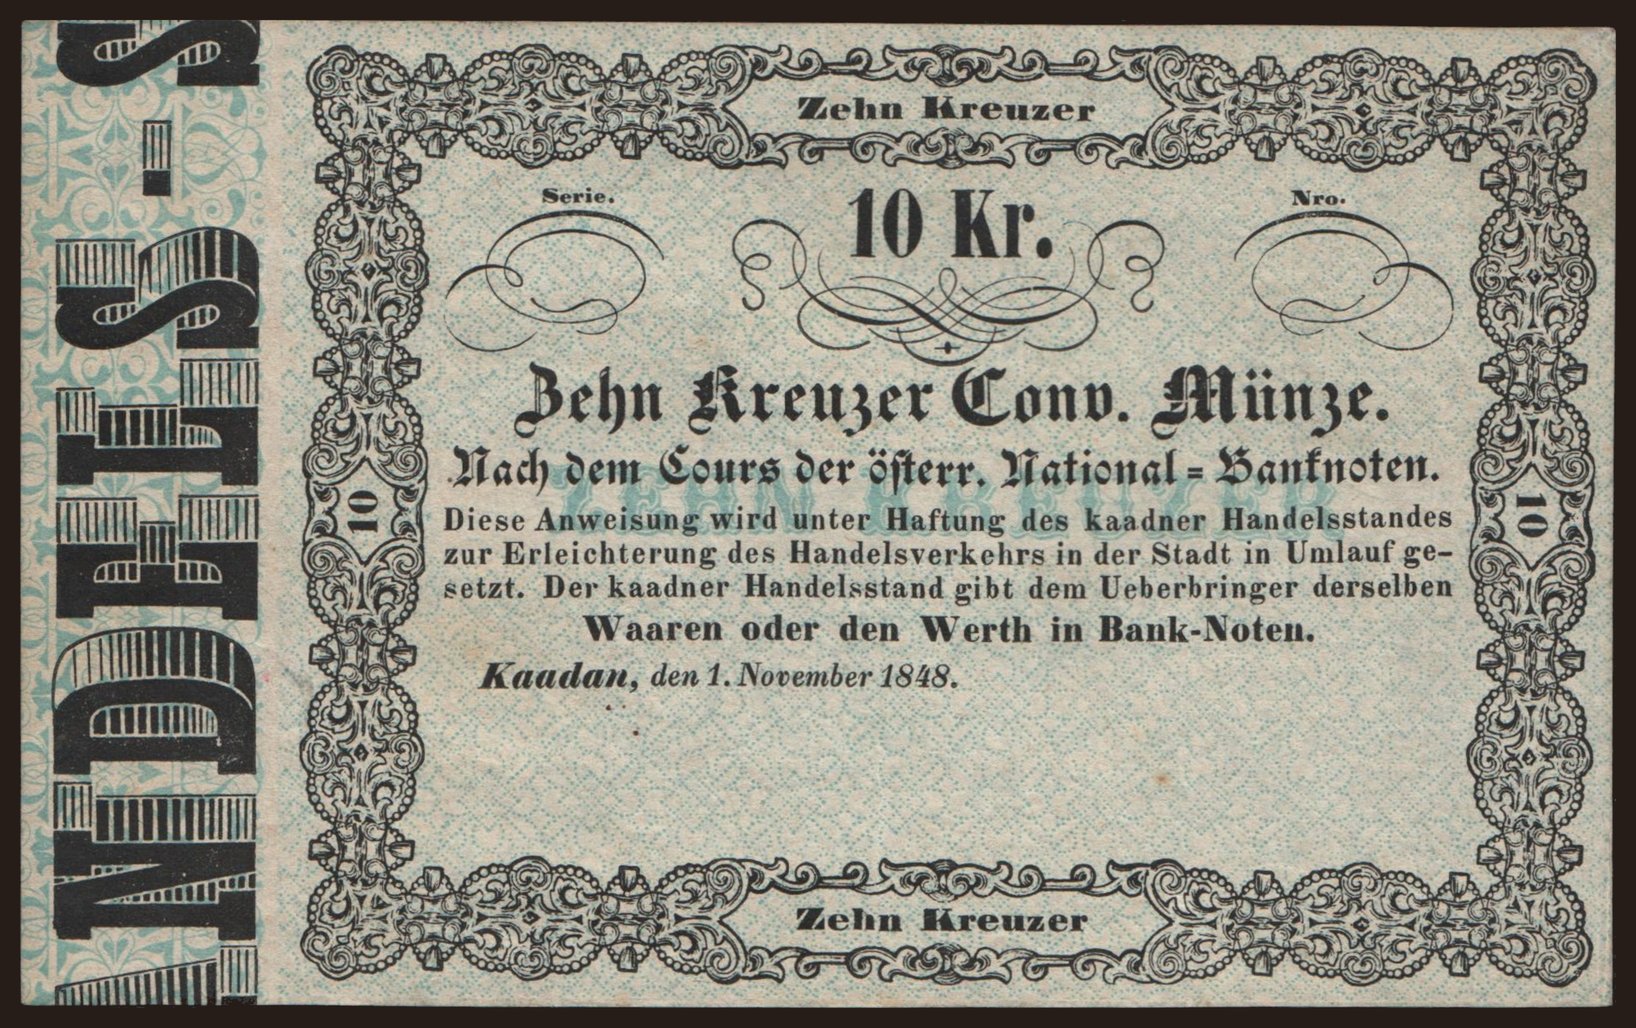 NDELS-S
Zehn Kreuzer
Serie.
10 Kr.
Nro.
Zehn Kreuzer Conv. Münze.
Nach dem Cours der österr. National=Banknoten.
ZEHN KREUZER
10
10
Diese Anweisung wird unter Haftung des kaadner Handelsstandes
zur Erleichterung des Handelsverkehrs in der Stadt in Umlauf ge-
setzt. Der kaadner Handelsstand gibt dem Ueberbringer derselben
Waaren oder den Werth in Bank-Noten.
Kaadan, den 1. November 1848.
Zehn Kreuzer